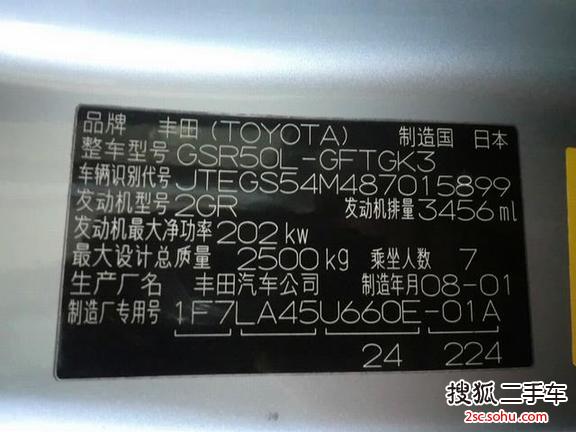 品牌 丰田(TOYOTA) 制造国 日本
整车型号 GSR50L-GFTGK3
车辆识别代号 JTEGS54M487015899
发动机型号 2GR 发动机排量 3456 ml
发动机最大净功率 202 kw
最大设计总质量 2500 kg 乘坐人数 7
生产厂名 丰田汽车公司 制造年月 08-01
制造厂专用号 1F7LA45U660E-01A
24 224
搜狐二手车
2sc.sohu.com